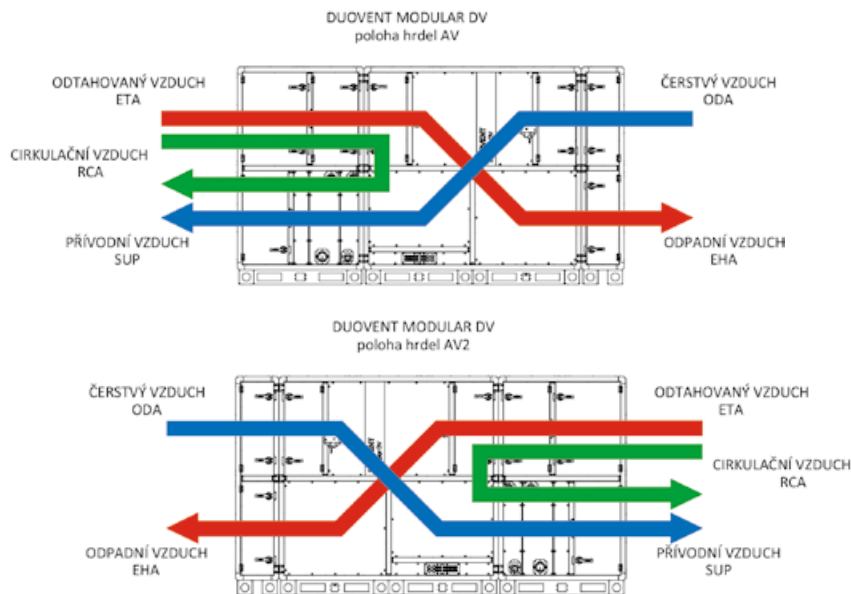 DUOVENT MODULAR DV
poloha hrdel AV
ODTAHOVANÝ VZDUCH
ETA
ČERSTVÝ VZDUCH
ODA
CIRKULAČNÍ VZDUCH
RCA
PŘÍVODNÍ VZDUCH
SUP
ODPADNÍ VZDUCH
EHA
DUOVENT MODULAR DV
poloha hrdel AV2
ČERSTVÝ VZDUCH
ODA
ODTAHOVANÝ VZDUCH
ETA
CIRKULAČNÍ VZDUCH
RCA
ODPADNÍ VZDUCH
EHA
PŘÍVODNÍ VZDUCH
SUP